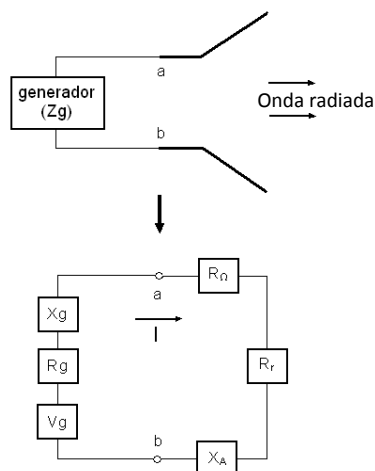 a
generador
(Zg)
Onda radiada
b
R_Ω
a
Xg
I
Rg
R_r
Vg
b
X_A